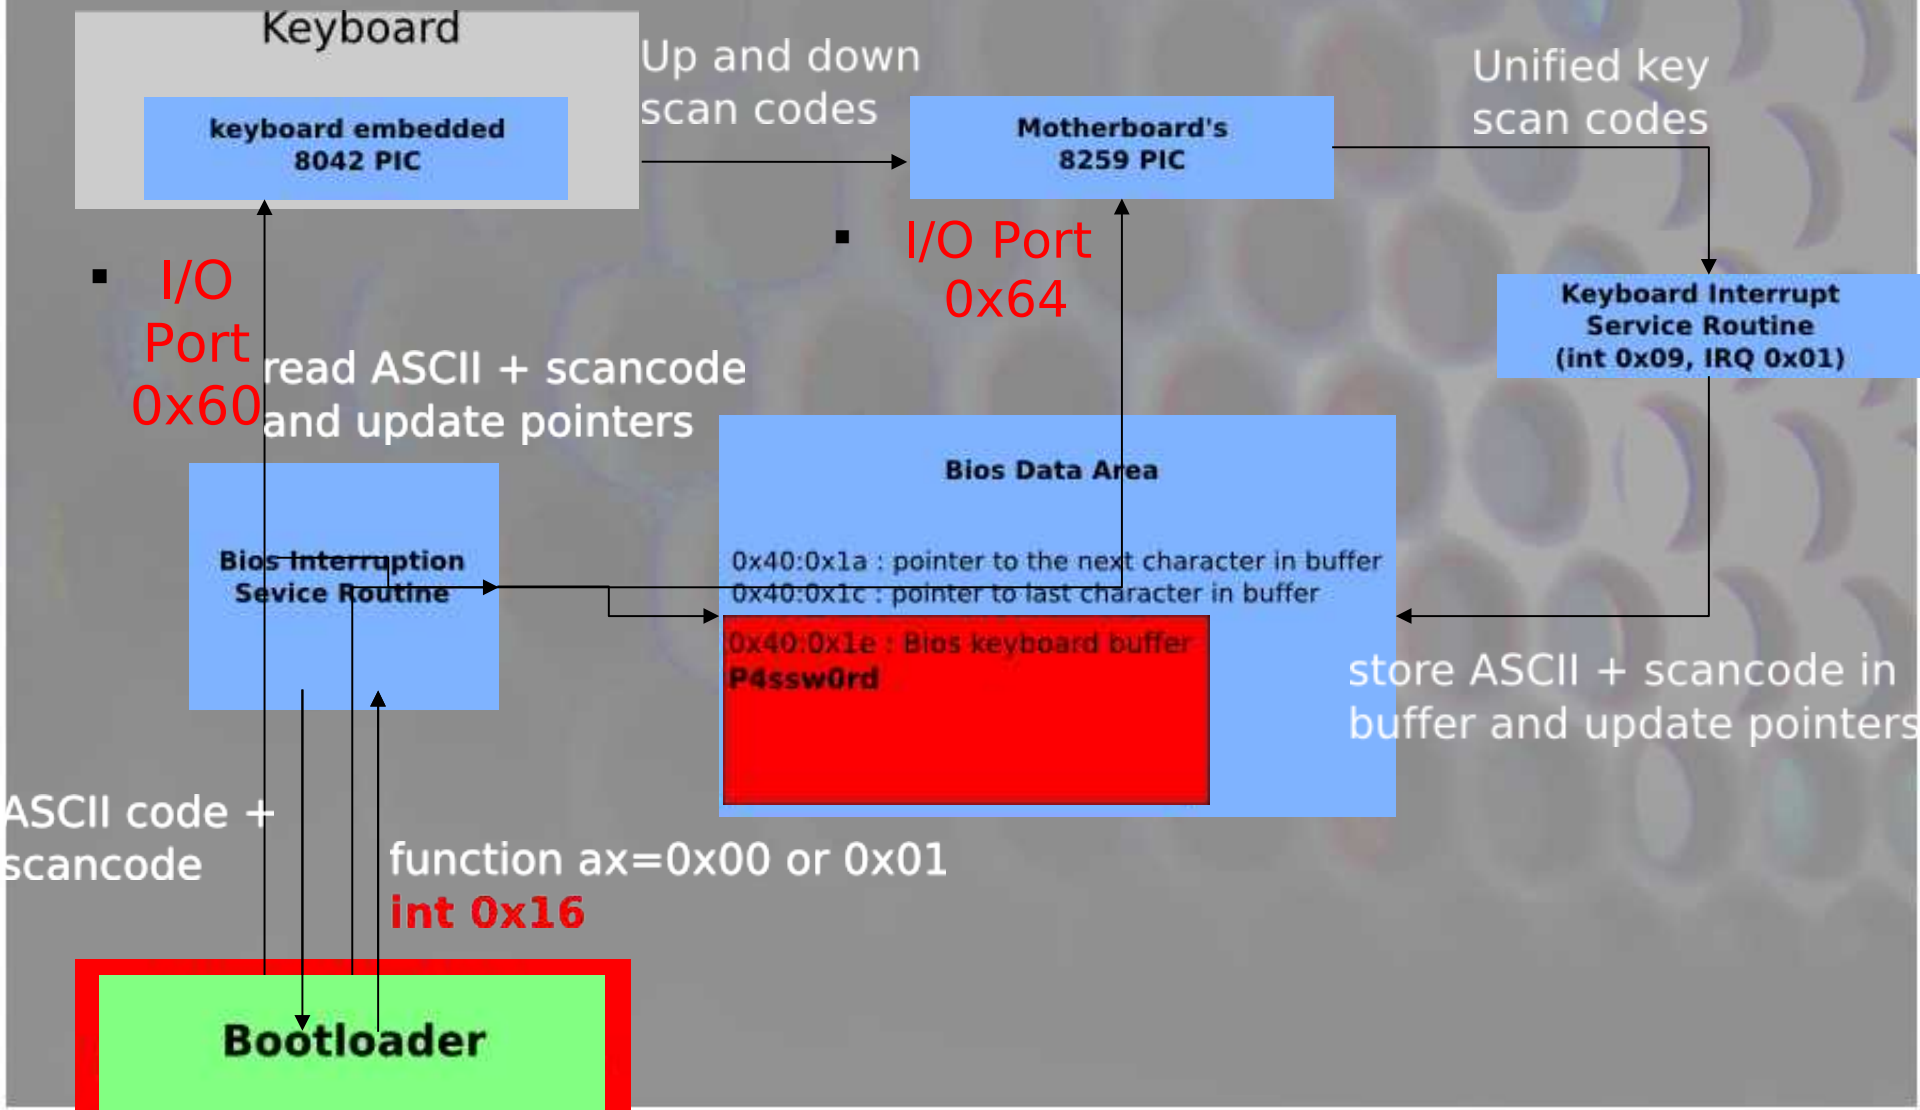 Keyboard
keyboard embedded
8042 PIC
Up and down
scan codes
Motherboard's
8259 PIC
Unified key
scan codes
I/O
Port
0x60
I/O Port
0x64
Keyboard Interrupt
Service Routine
(int 0x09, IRQ 0x01)
read ASCII + scancode
and update pointers
Bios Interruption
Sevice Routine
Bios Data Area
0x40:0x1a : pointer to the next character in buffer
0x40:0x1c : pointer to last character in buffer
0x40:0x1e : Bios keyboard buffer
P4ssw0rd
store ASCII + scancode in
buffer and update pointers
ASCII code +
scancode
function ax=0x00 or 0x01
int 0x16
Bootloader